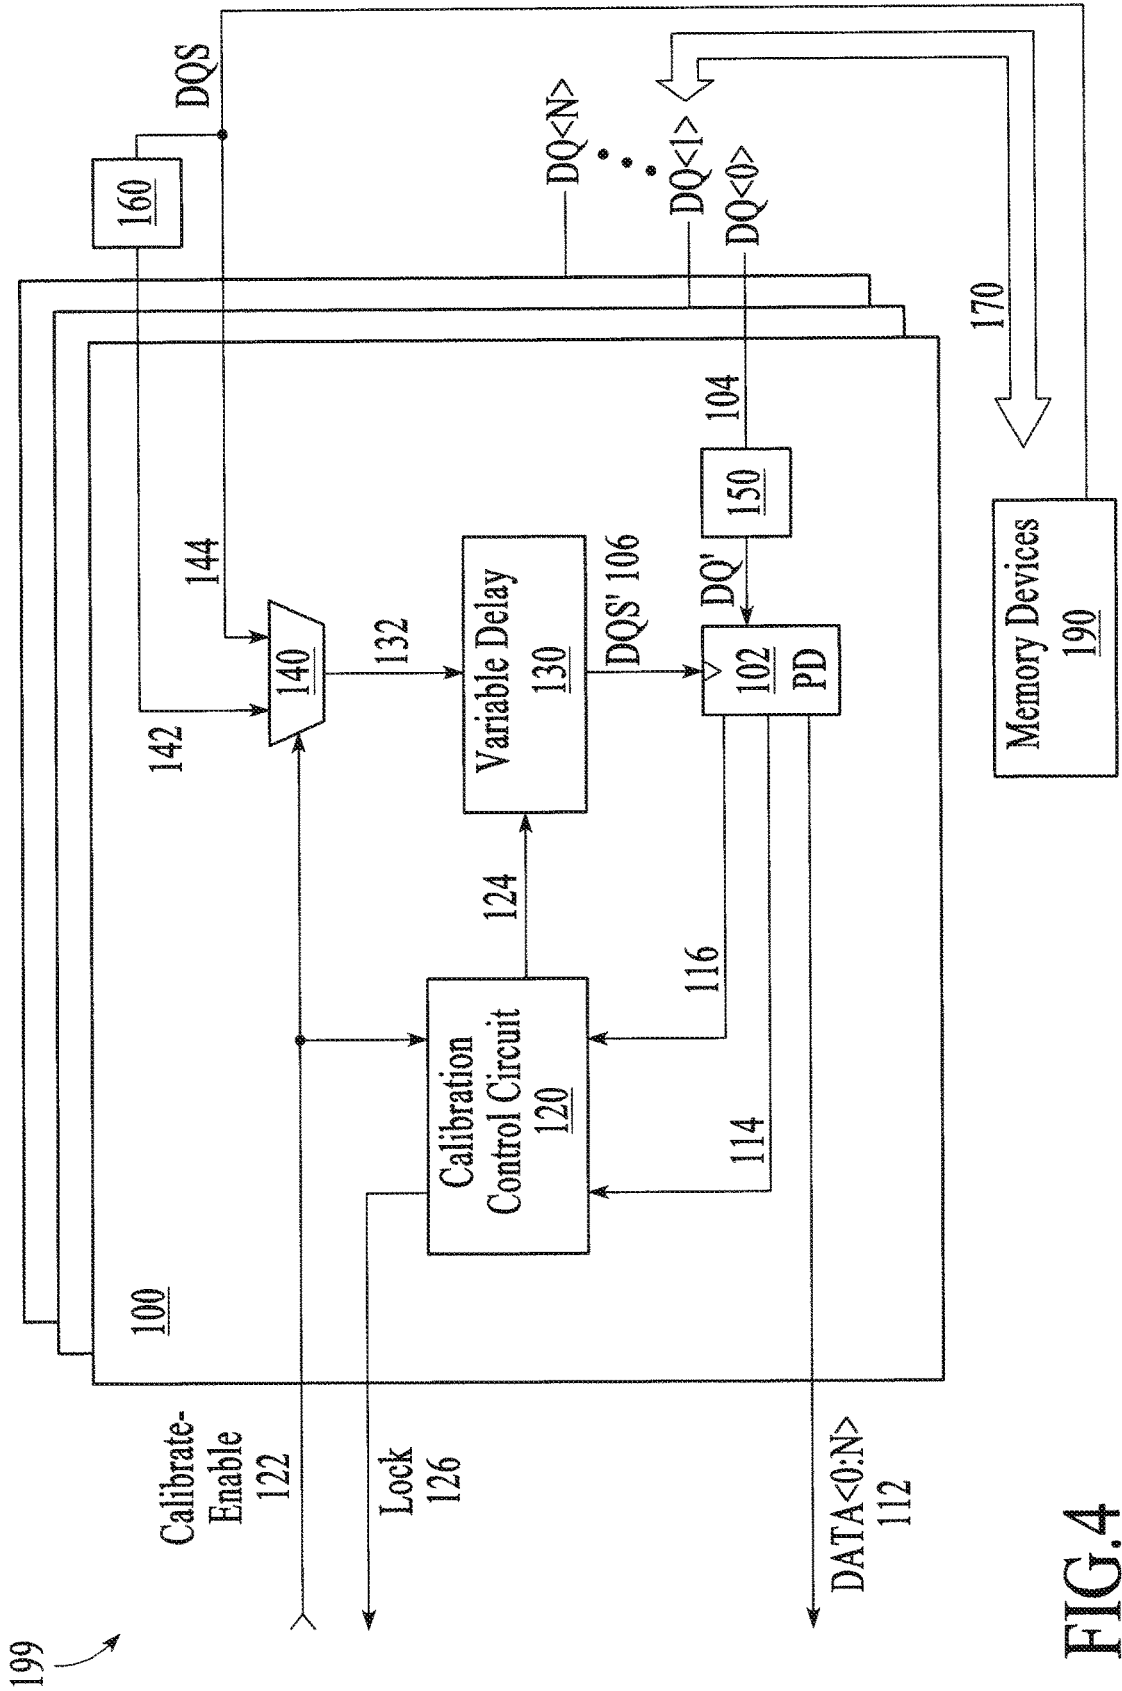 199
Calibrate-
Enable
122
Lock
126
DATA<0:N>
112
100
Calibration
Control Circuit
120
114
116
124
142
144
140
132
Variable Delay
130
DQS' 106
102
PD
DQ'
150
104
160
DQS
DQ<N>
DQ<1>
DQ<0>
170
Memory Devices
190
FIG.4